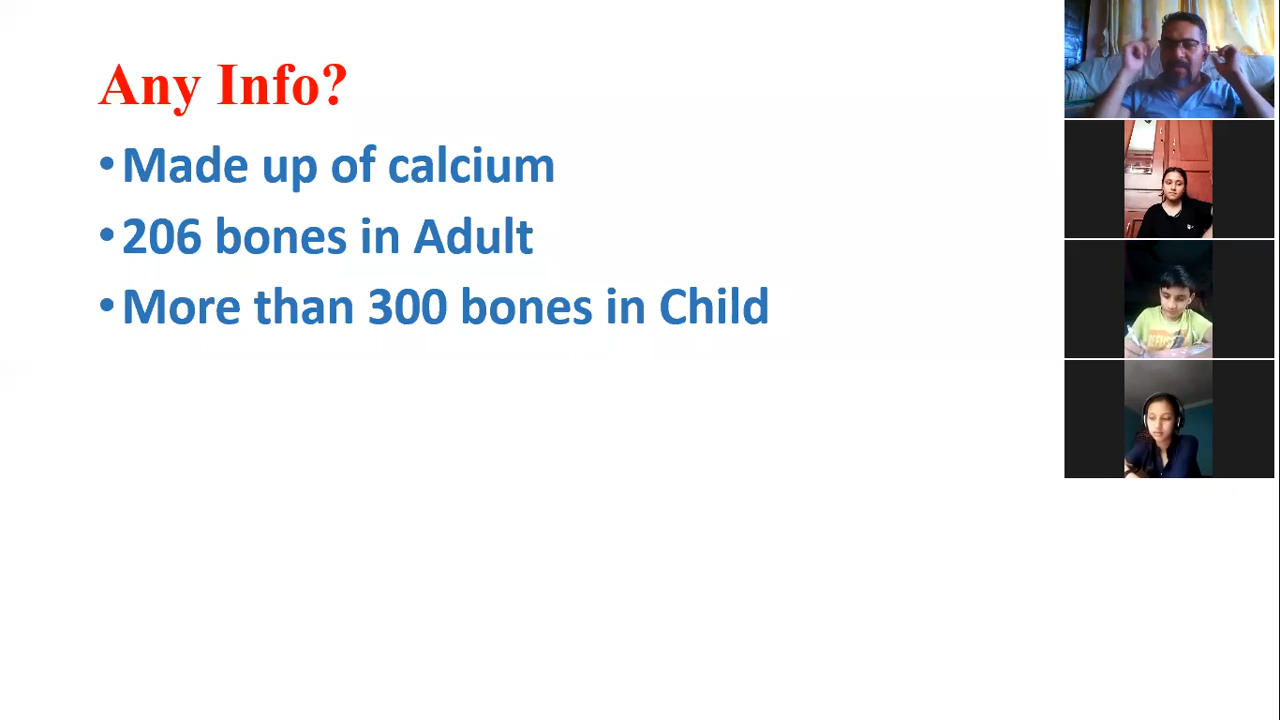 Any Info?
•Made up of calcium
•206 bones in Adult
•More than 300 bones in Child